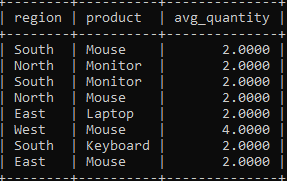 | region | product | avg_quantity |
| South | Mouse | 2.0000 |
| North | Monitor | 2.0000 |
| South | Monitor | 2.0000 |
| North | Mouse | 2.0000 |
| East | Laptop | 2.0000 |
| West | Mouse | 4.0000 |
| South | Keyboard | 2.0000 |
| East | Mouse | 2.0000 |